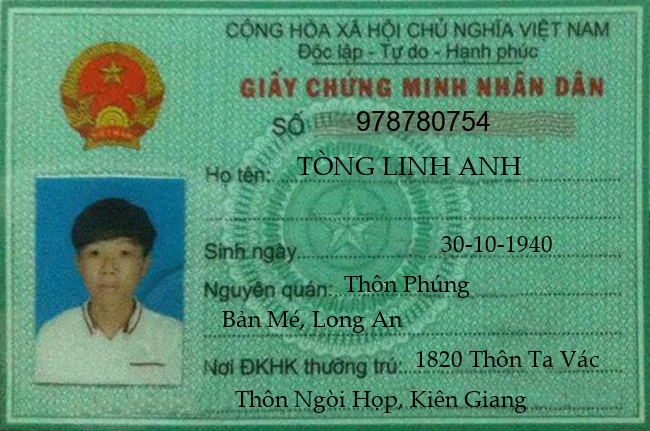 CỘNG HÒA XÃ HỘI CHỦ NGHĨA VIỆT NAM
Độc lập - Tự do - Hạnh phúc
GIẤY CHỨNG MINH NHÂN DÂN
SỐ 978780754
Họ tên: TÒNG LINH ANH
Sinh ngày 30-10-1940
Nguyên quán: Thôn Phúng
Bản Mé, Long An
Nơi ĐKHK thường trú: 1820 Thôn Ta Vác
Thôn Ngòi Họp, Kiên Giang